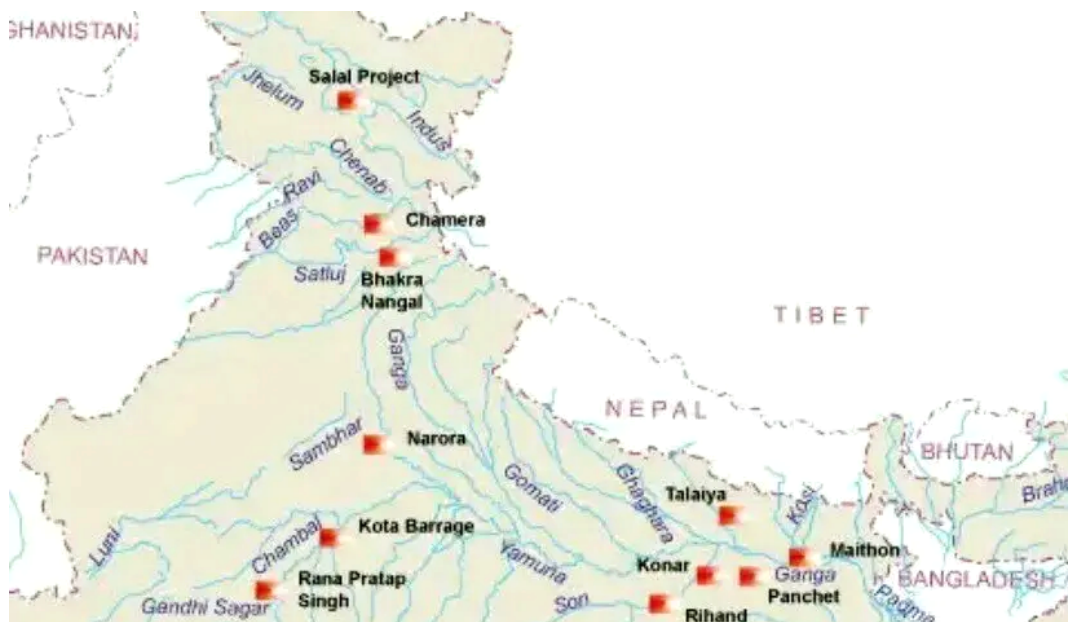 GHANISTAN
Salal Project
Jhelum
Indus
Chenab
Ravi
Chamera
Beas
PAKISTAN
Satluj
Bhakra
Nangal
TIBET
Ganga
NEPAL
Narora
Sambhar
BHUTAN
Gomati
Ghaghara
Talaiya
Kosi
Braha
Luni
Chambal
Kota Barrage
Yamuna
Konar
Maithon
Ganga
BANGLADESH
Rana Pratap
Singh
Panchet
Gandhi Sagar
Son
Rihand
Padma